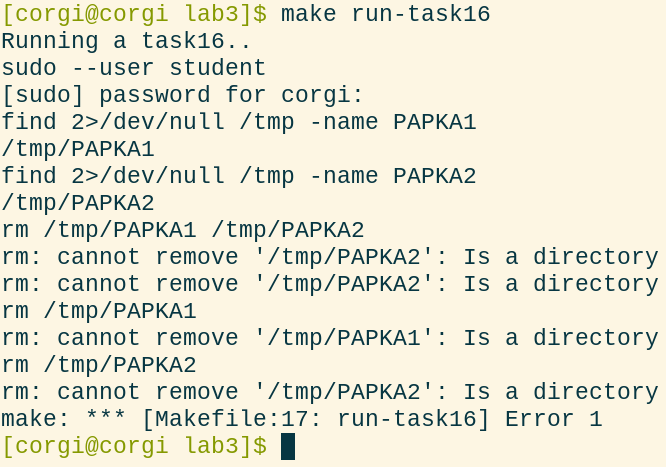 [corgi@corgi lab3]$ make run-task16
Running a task16..
sudo --user student
[sudo] password for corgi:
find 2>/dev/null /tmp -name PAPKA1
/tmp/PAPKA1
find 2>/dev/null /tmp -name PAPKA2
/tmp/PAPKA2
rm /tmp/PAPKA1 /tmp/PAPKA2
rm: cannot remove '/tmp/PAPKA2': Is a directory
rm: cannot remove '/tmp/PAPKA2': Is a directory
rm /tmp/PAPKA1
rm: cannot remove '/tmp/PAPKA1': Is a directory
rm /tmp/PAPKA2
rm: cannot remove '/tmp/PAPKA2': Is a directory
make: *** [Makefile:17: run-task16] Error 1
[corgi@corgi lab3]$